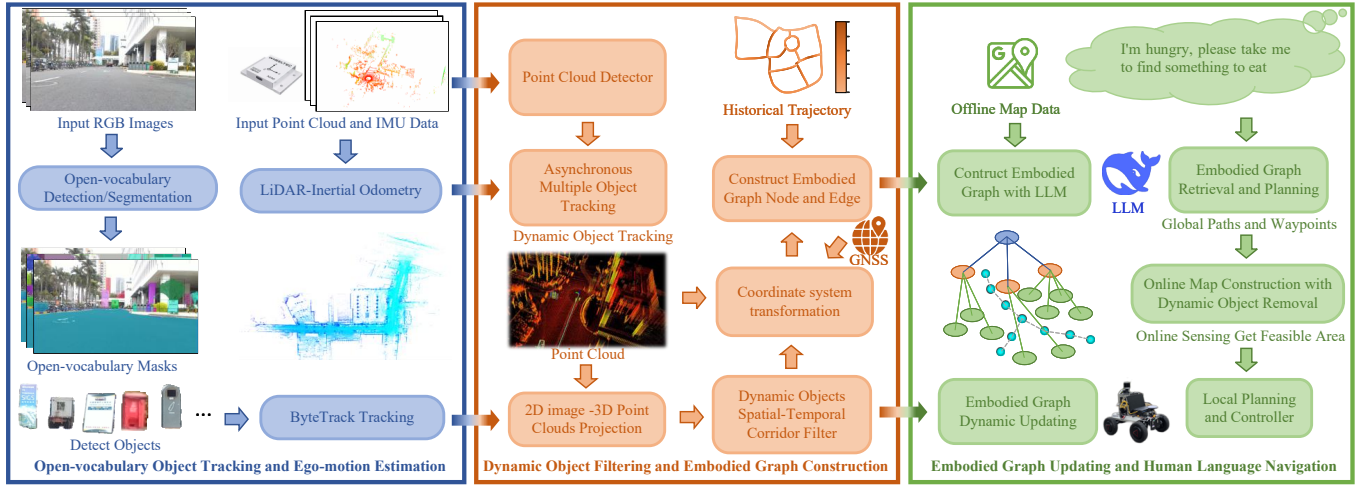 Input RGB Images
Open-vocabulary
Detection/Segmentation
Open-vocabulary Masks
Detect Objects
...
Input Point Cloud and IMU Data
LiDAR-Inertial Odometry
ByteTrack Tracking
Open-vocabulary Object Tracking and Ego-motion Estimation
Point Cloud Detector
Asynchronous
Multiple Object
Tracking
Dynamic Object Tracking
Point Cloud
2D image -3D Point
Clouds Projection
Historical Trajectory
Construct Embodied
Graph Node and Edge
GNSS
Coordinate system
transformation
Dynamic Objects
Spatial-Temporal
Corridor Filter
Dynamic Object Filtering and Embodied Graph Construction
G
Offline Map Data
Contruct Embodied
Graph with LLM
LLM
I'm hungry, please take me
to find something to eat
Embodied Graph
Retrieval and Planning
Global Paths and Waypoints
Online Map Construction with
Dynamic Object Removal
Online Sensing Get Feasible Area
Embodied Graph
Dynamic Updating
Local Planning
and Controller
Embodied Graph Updating and Human Language Navigation